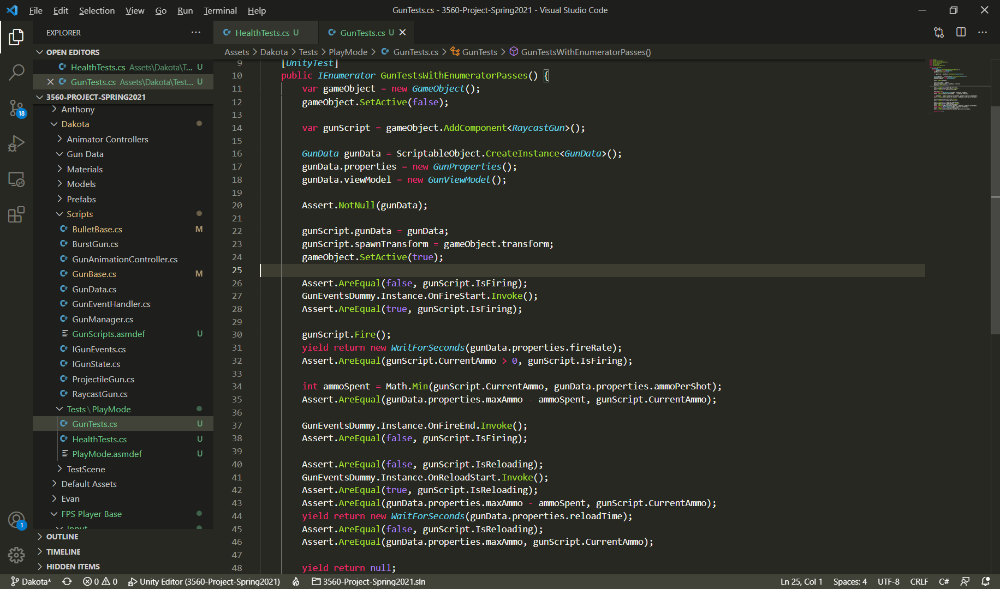 File Edit Selection View Go Run Terminal Help
GunTests.cs - 3560-Project-Spring2021 - Visual Studio Code
EXPLORER
OPEN EDITORS
HealthTests.cs Assets\Dakota\T... U
GunTests.cs Assets\Dakota\Test... U
3560-PROJECT-SPRING2021
Anthony
Dakota
Animator Controllers
Gun Data
Materials
Models
Prefabs
Scripts
BulletBase.cs M
BurstGun.cs
GunAnimationController.cs
GunBase.cs M
GunData.cs
GunEventHandler.cs
GunManager.cs
GunScripts.asmdef U
IGunEvents.cs
IGunState.cs
ProjectileGun.cs
RaycastGun.cs
Tests\PlayMode
GunTests.cs U
HealthTests.cs U
PlayMode.asmdef U
TestScene
Default Assets
Evan
FPS Player Base
Input
OUTLINE
TIMELINE
HIDDEN ITEMS
18
1
HealthTests.cs U
GunTests.cs U
Assets > Dakota > Tests > PlayMode > GunTests.cs > GunTests > GunTestsWithEnumeratorPasses()
9 [UnityTest]
10 public IEnumerator GunTestsWithEnumeratorPasses() {
11 var gameObject = new GameObject();
12 gameObject.SetActive(false);
13
14 var gunScript = gameObject.AddComponent<RaycastGun>();
15
16 GunData gunData = ScriptableObject.CreateInstance<GunData>();
17 gunData.properties = new GunProperties();
18 gunData.viewModel = new GunViewModel();
19
20 Assert.NotNull(gunData);
21
22 gunScript.gunData = gunData;
23 gunScript.spawnTransform = gameObject.transform;
24 gameObject.SetActive(true);
25
26 Assert.AreEqual(false, gunScript.IsFiring);
27 GunEventsDummy.Instance.OnFireStart.Invoke();
28 Assert.AreEqual(true, gunScript.IsFiring);
29
30 gunScript.Fire();
31 yield return new WaitForSeconds(gunData.properties.fireRate);
32 Assert.AreEqual(gunScript.CurrentAmmo > 0, gunScript.IsFiring);
33
34 int ammoSpent = Math.Min(gunScript.CurrentAmmo, gunData.properties.ammoPerShot);
35 Assert.AreEqual(gunData.properties.maxAmmo - ammoSpent, gunScript.CurrentAmmo);
36
37 GunEventsDummy.Instance.OnFireEnd.Invoke();
38 Assert.AreEqual(false, gunScript.IsFiring);
39
40 Assert.AreEqual(false, gunScript.IsReloading);
41 GunEventsDummy.Instance.OnReloadStart.Invoke();
42 Assert.AreEqual(true, gunScript.IsReloading);
43 Assert.AreEqual(gunData.properties.maxAmmo - ammoSpent, gunScript.CurrentAmmo);
44 yield return new WaitForSeconds(gunData.properties.reloadTime);
45 Assert.AreEqual(false, gunScript.IsReloading);
46 Assert.AreEqual(gunData.properties.maxAmmo, gunScript.CurrentAmmo);
47
48 yield return null;
Dakota* 0 0 Unity Editor (3560-Project-Spring2021) 3560-Project-Spring2021.sln
Ln 25, Col 1 Spaces: 4 UTF-8 CRLF C#